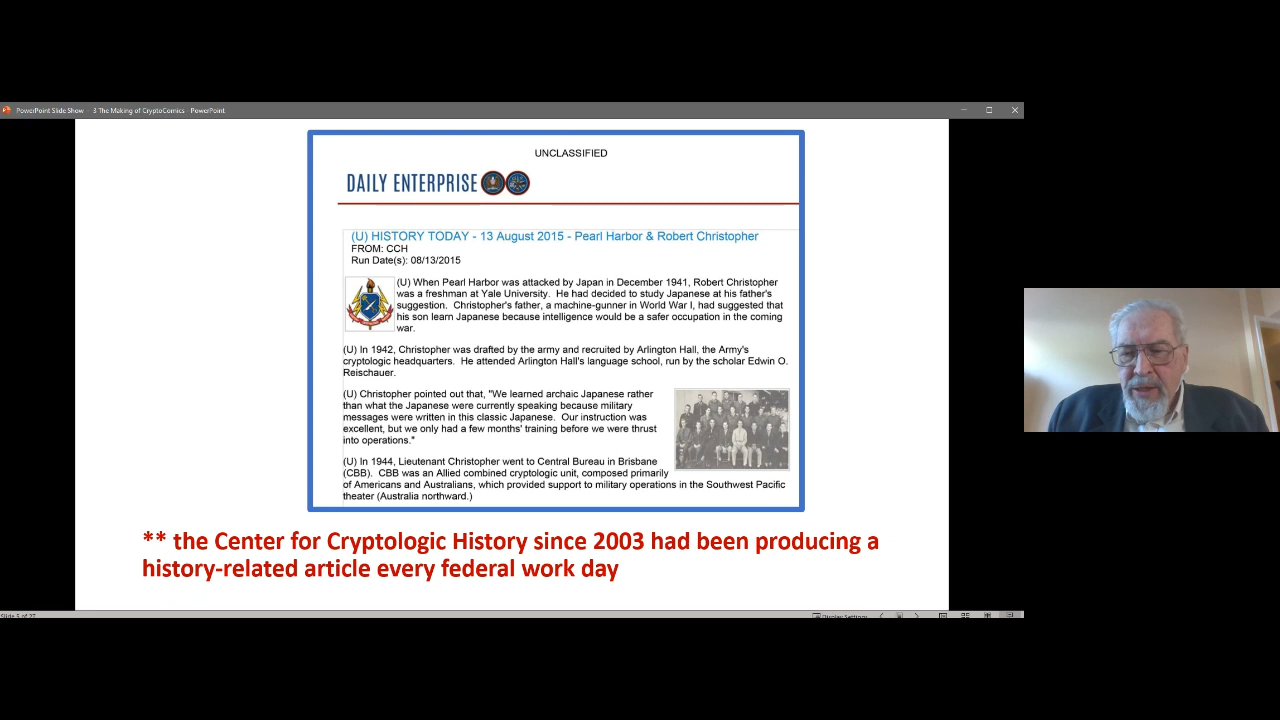 PowerPoint Slide Show - 3 The Making of CryptoComics - PowerPoint
UNCLASSIFIED
DAILY ENTERPRISE
(U) HISTORY TODAY - 13 August 2015 - Pearl Harbor & Robert Christopher
FROM: CCH
Run Date(s): 08/13/2015
(U) When Pearl Harbor was attacked by Japan in December 1941, Robert Christopher
was a freshman at Yale University. He had decided to study Japanese at his father's
suggestion. Christopher's father, a machine-gunner in World War I, had suggested that
his son learn Japanese because intelligence would be a safer occupation in the coming
war.
(U) In 1942, Christopher was drafted by the army and recruited by Arlington Hall, the Army's
cryptologic headquarters. He attended Arlington Hall's language school, run by the scholar Edwin O.
Reischauer.
(U) Christopher pointed out that, "We learned archaic Japanese rather
than what the Japanese were currently speaking because military
messages were written in this classic Japanese. Our instruction was
excellent, but we only had a few months' training before we were thrust
into operations."
(U) In 1944, Lieutenant Christopher went to Central Bureau in Brisbane
(CBB). CBB was an Allied combined cryptologic unit, composed primarily
of Americans and Australians, which provided support to military operations in the Southwest Pacific
theater (Australia northward.)
** the Center for Cryptologic History since 2003 had been producing a
history-related article every federal work day
Slide 5 of 27
Display Settings